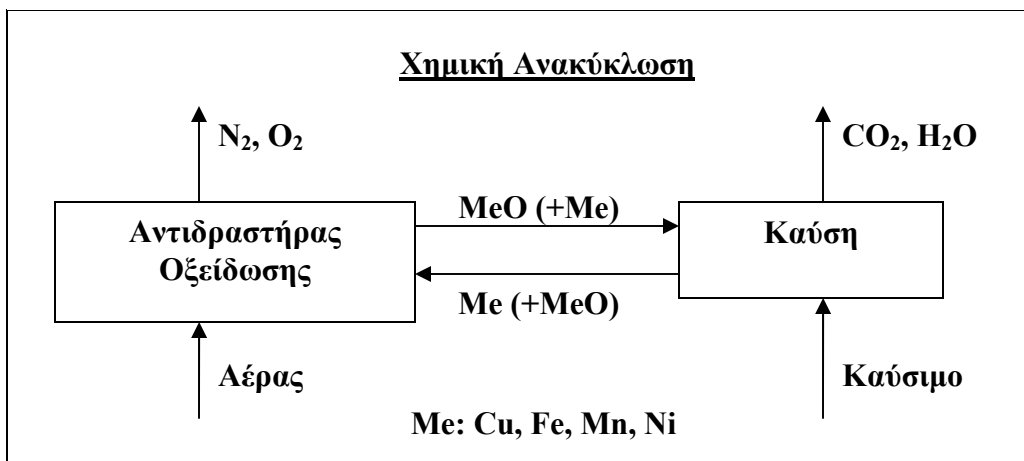 Χημική Ανακύκλωση
N₂, O₂
CO₂, H₂O
MeO (+Me)
Αντιδραστήρας
Οξείδωσης
Καύση
Me (+MeO)
Αέρας
Καύσιμο
Me: Cu, Fe, Mn, Ni